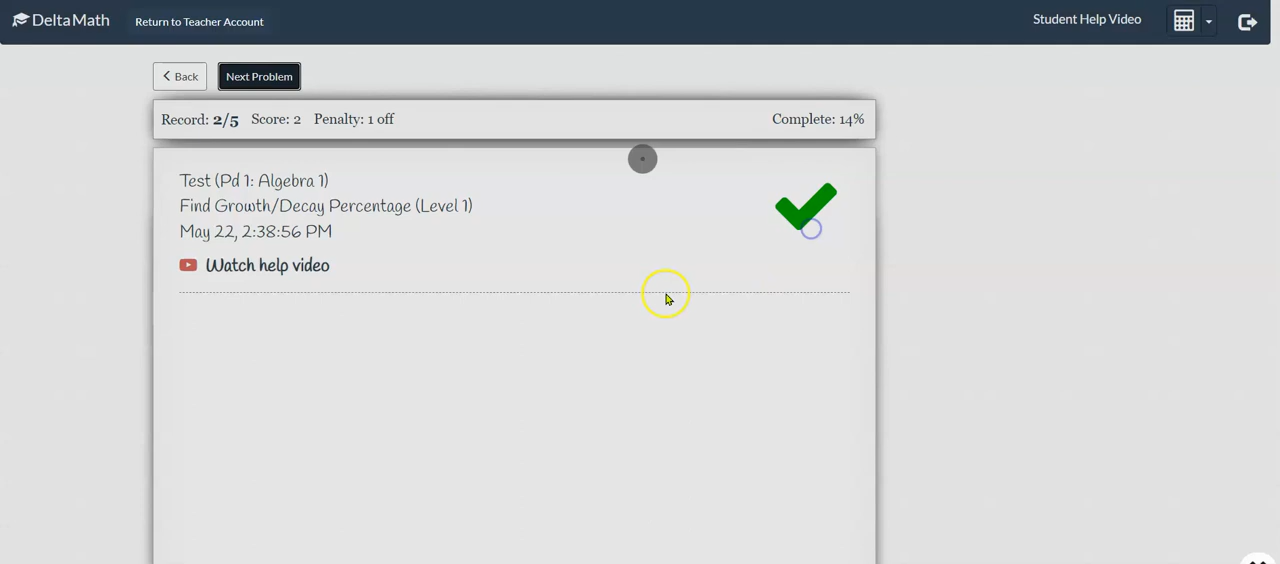 DeltaMath Return to Teacher Account Student Help Video
Back Next Problem
Record: 2/5 Score: 2 Penalty: 1 off Complete: 14%
Test (Pd 1: Algebra 1)
Find Growth/Decay Percentage (Level 1)
May 22, 2:38:56 PM
Watch help video